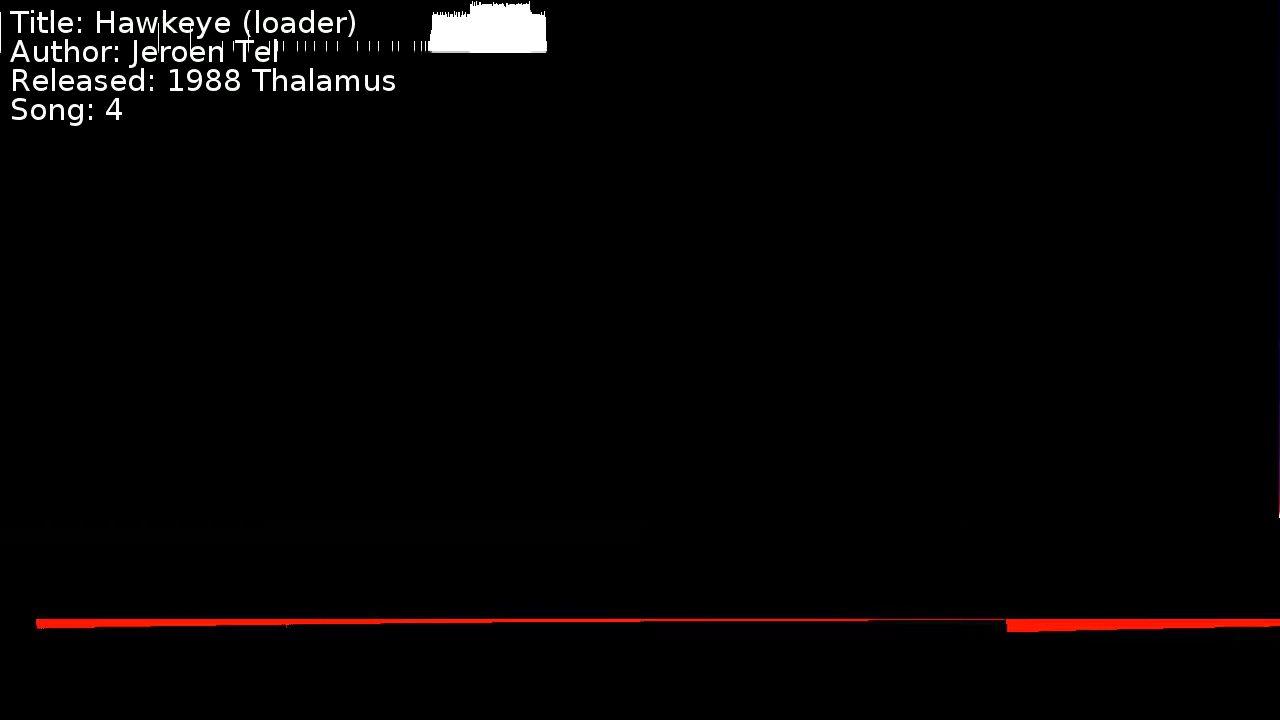 Title: Hawkeye (loader)
Author: Jeroen Tel
Released: 1988 Thalamus
Song: 4